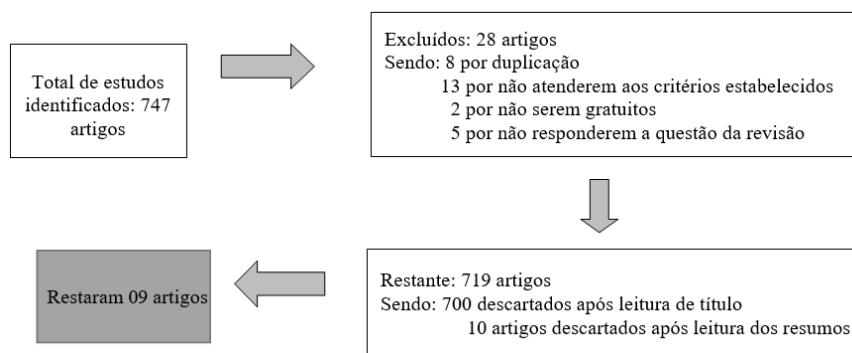 Total de estudos
identificados: 747
artigos
Excluídos: 28 artigos
Sendo: 8 por duplicação
13 por não atenderem aos critérios estabelecidos
2 por não serem gratuitos
5 por não responderem a questão da revisão
Restante: 719 artigos
Sendo: 700 descartados após leitura de título
10 artigos descartados após leitura dos resumos
Restaram 09 artigos